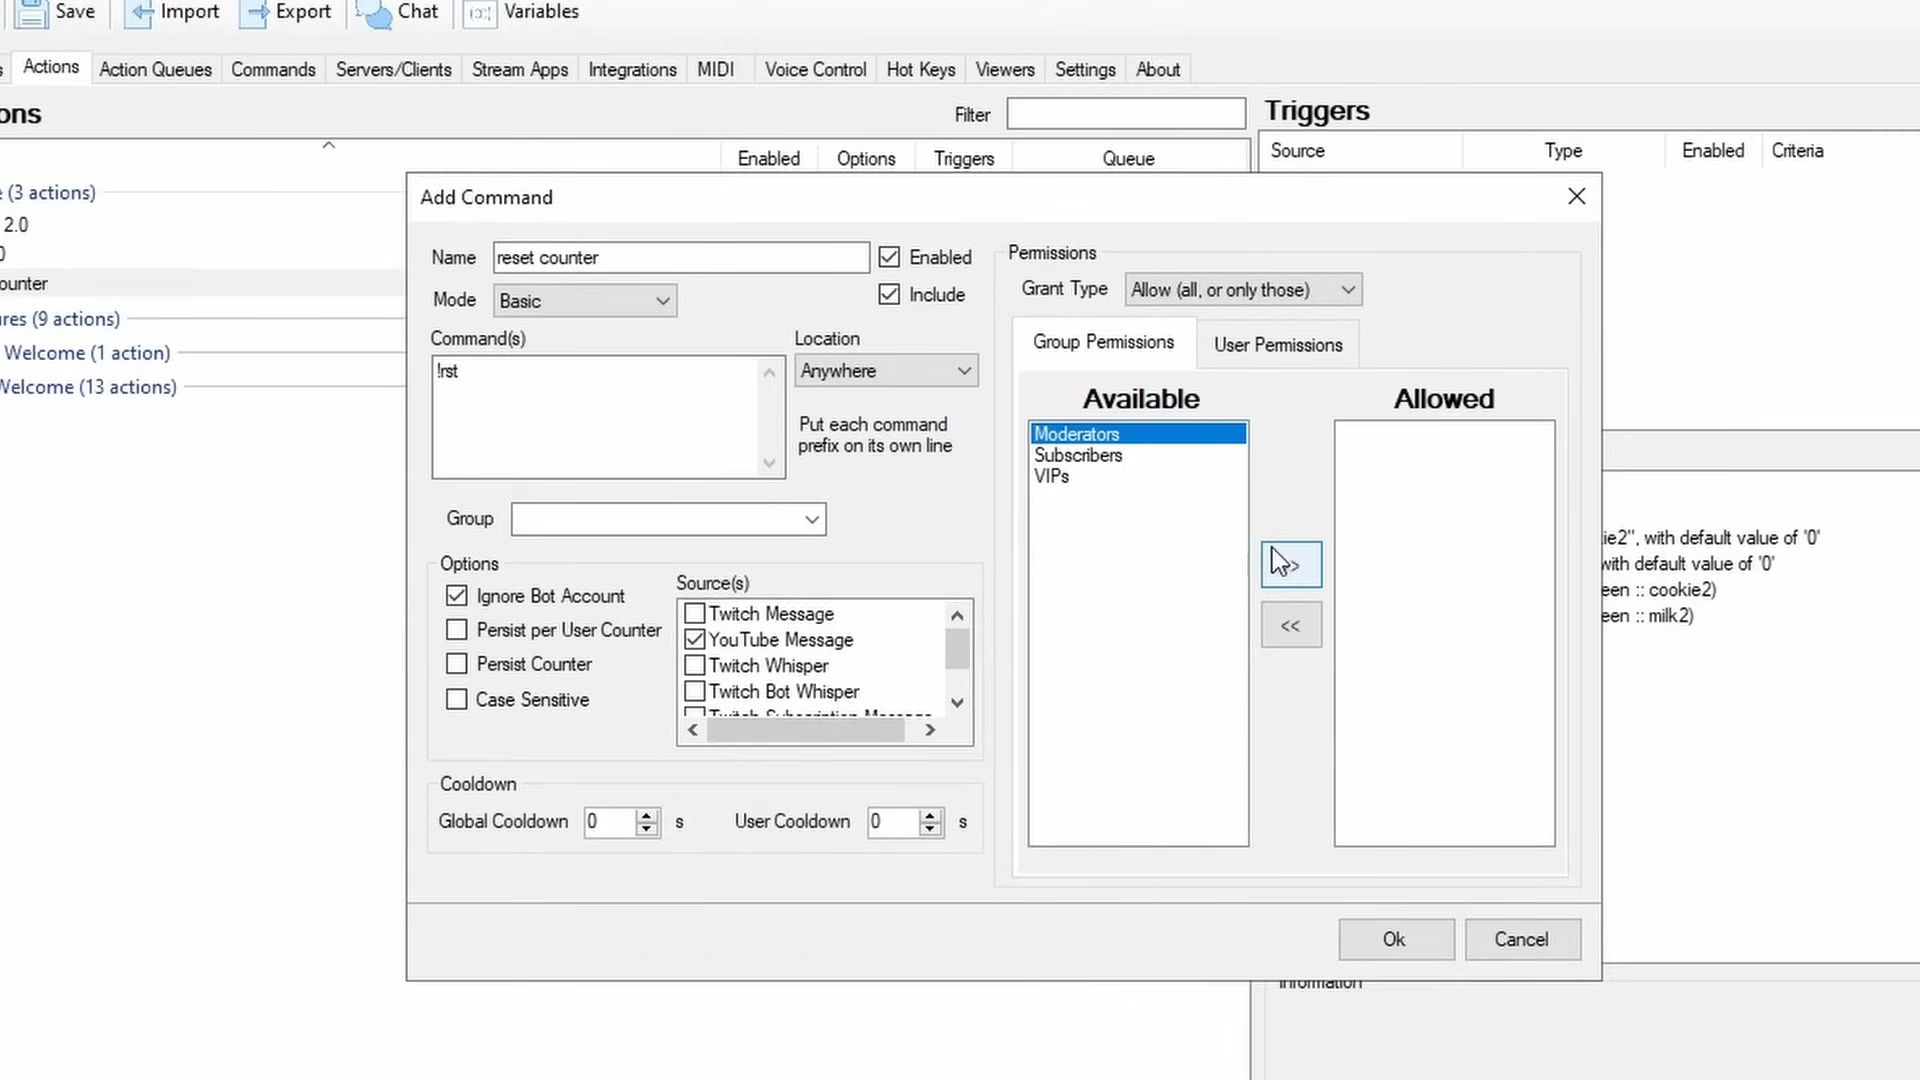 Save Import Export Chat Variables
s Actions Action Queues Commands Servers/Clients Stream Apps Integrations MIDI Voice Control Hot Keys Viewers Settings About
ons Filter Triggers
Enabled Options Triggers Queue Source Type Enabled Criteria
e (3 actions)
2.0
0
ounter
ures (9 actions)
Welcome (1 action)
Welcome (13 actions)
Add Command
Name reset counter Enabled
Mode Basic Include
Command(s) Location
!rst Anywhere
Put each command
prefix on its own line
Group
Options
Ignore Bot Account
Persist per User Counter
Persist Counter
Case Sensitive
Source(s)
Twitch Message
YouTube Message
Twitch Whisper
Twitch Bot Whisper
Twitch Subscription Message
Cooldown
Global Cooldown 0 s User Cooldown 0 s
Permissions
Grant Type Allow (all, or only those)
Group Permissions User Permissions
Available Allowed
Moderators
Subscribers
VIPs
>
<<
Ok Cancel
kie2", with default value of '0'
with default value of '0'
een :: cookie2)
een :: milk2)
Information